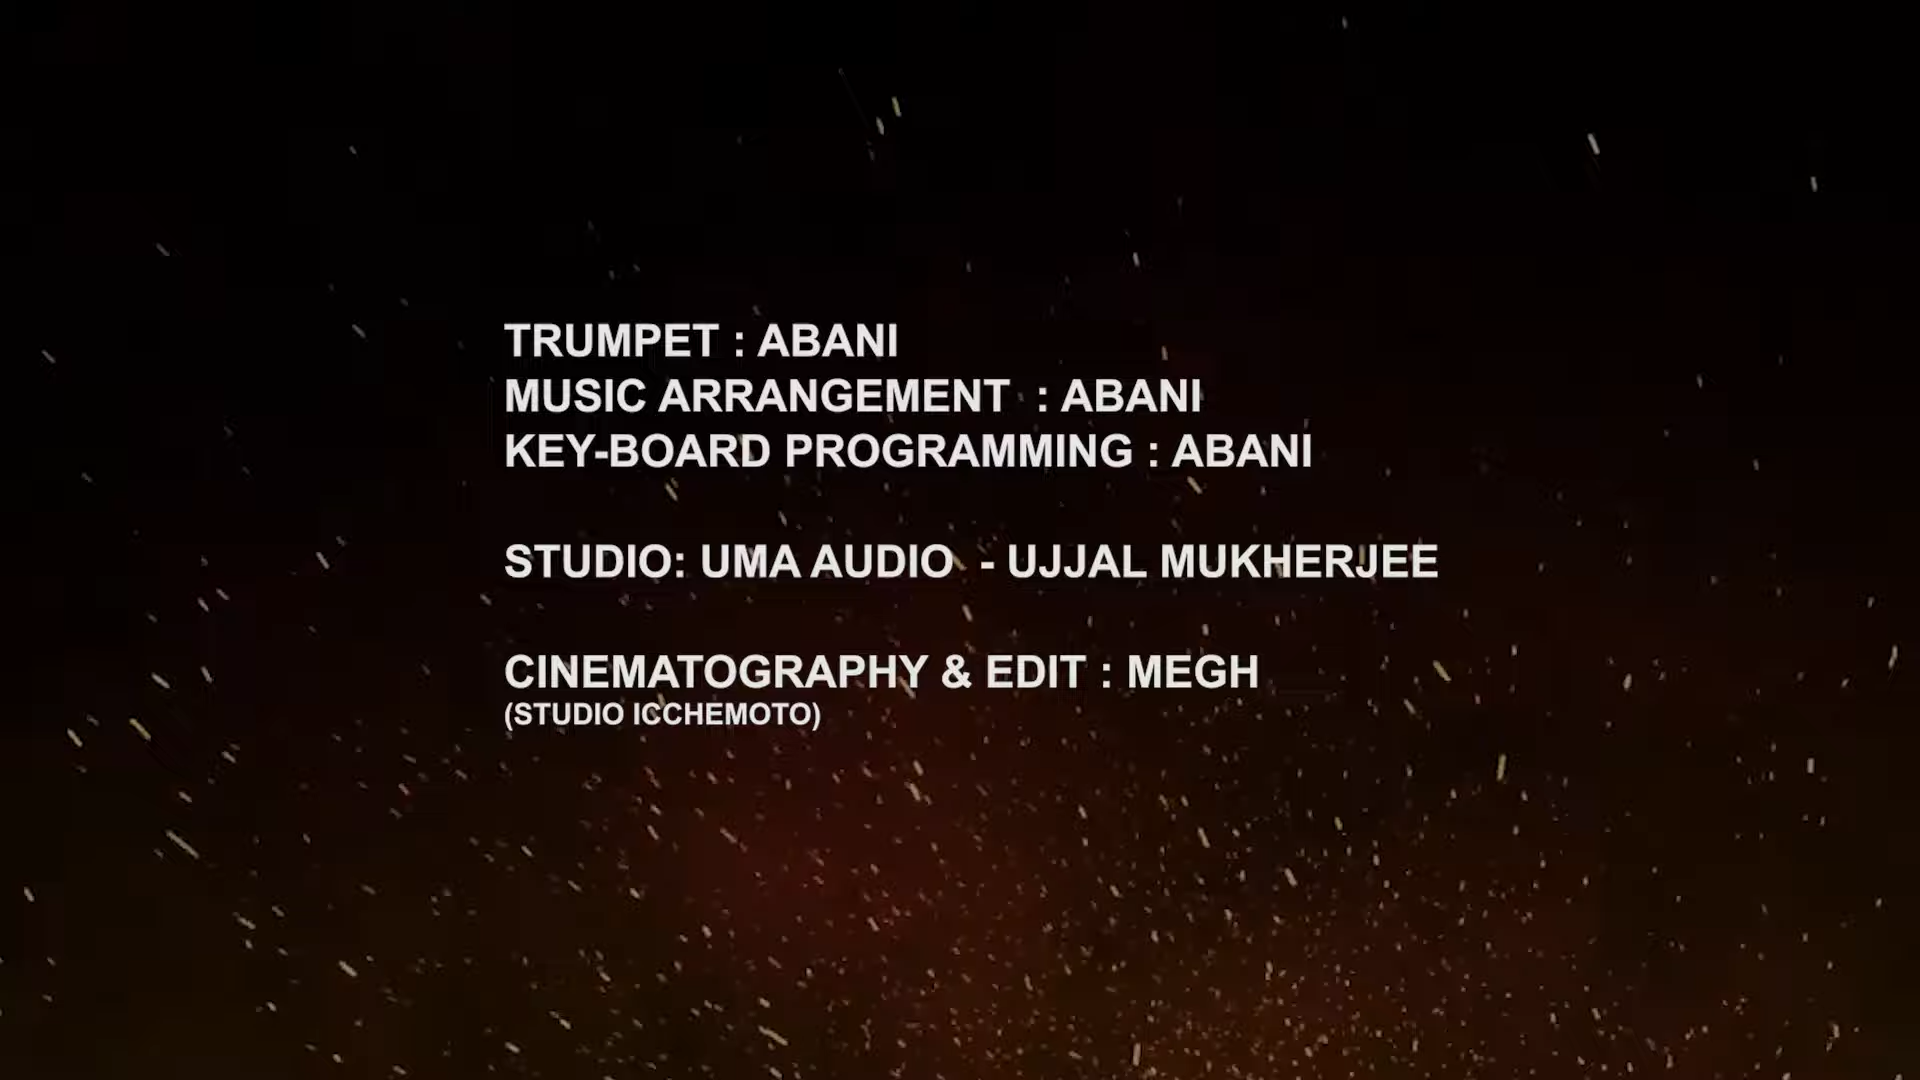 TRUMPET : ABANI
MUSIC ARRANGEMENT  : ABANI
KEY-BOARD PROGRAMMING : ABANI
STUDIO: UMA AUDIO  - UJJAL MUKHERJEE
CINEMATOGRAPHY & EDIT : MEGH
(STUDIO ICCHEMOTO)